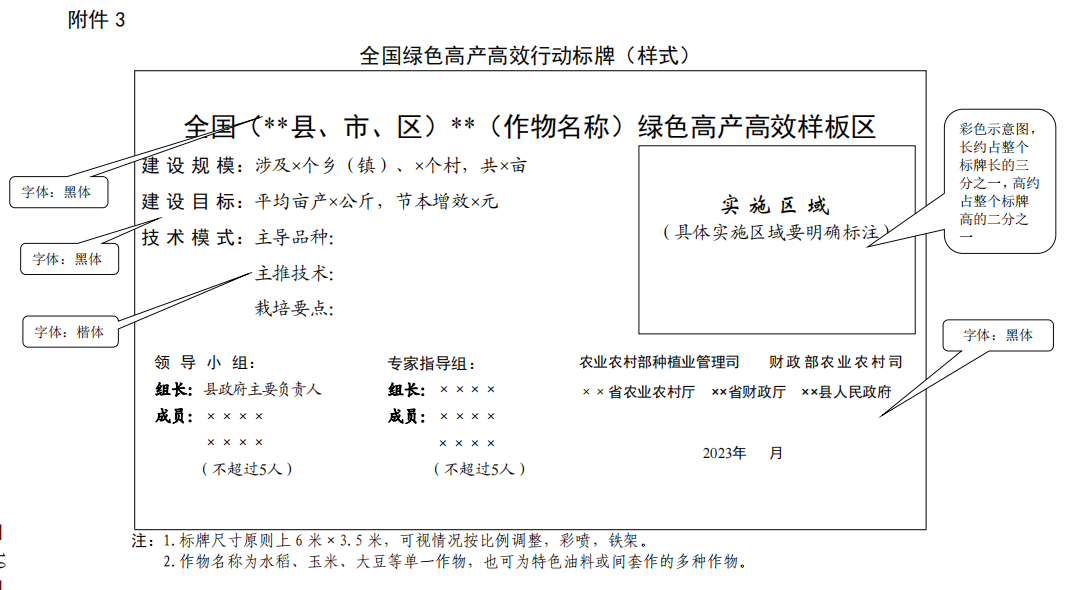 附件 3
全国绿色高产高效行动标牌（样式）
全国（**县、市、区）**（作物名称）绿色高产高效样板区
建设规模：涉及×个乡（镇）、×个村，共×亩
建设目标：平均亩产×公斤，节本增效×元
技术模式：主导品种：
主推技术：
栽培要点：
字体：黑体
字体：黑体
字体：楷体
实施区域
（具体实施区域要明确标注）
彩色示意图，
长约占整个
标牌长的三
分之一，高约
占整个标牌
高的二分之
一
字体：黑体
领导小组：
组长：县政府主要负责人
成员：××××
××××
（不超过5人）
专家指导组：
组长：××××
成员：××××
××××
（不超过5人）
农业农村部种植业管理司 财政部农业农村司
××省农业农村厅 ××省财政厅 ××县人民政府
2023年 月
注：1.标牌尺寸原则上 6 米×3.5 米，可视情况按比例调整，彩喷，铁架。
2.作物名称为水稻、玉米、大豆等单一作物，也可为特色油料或间套作的多种作物。